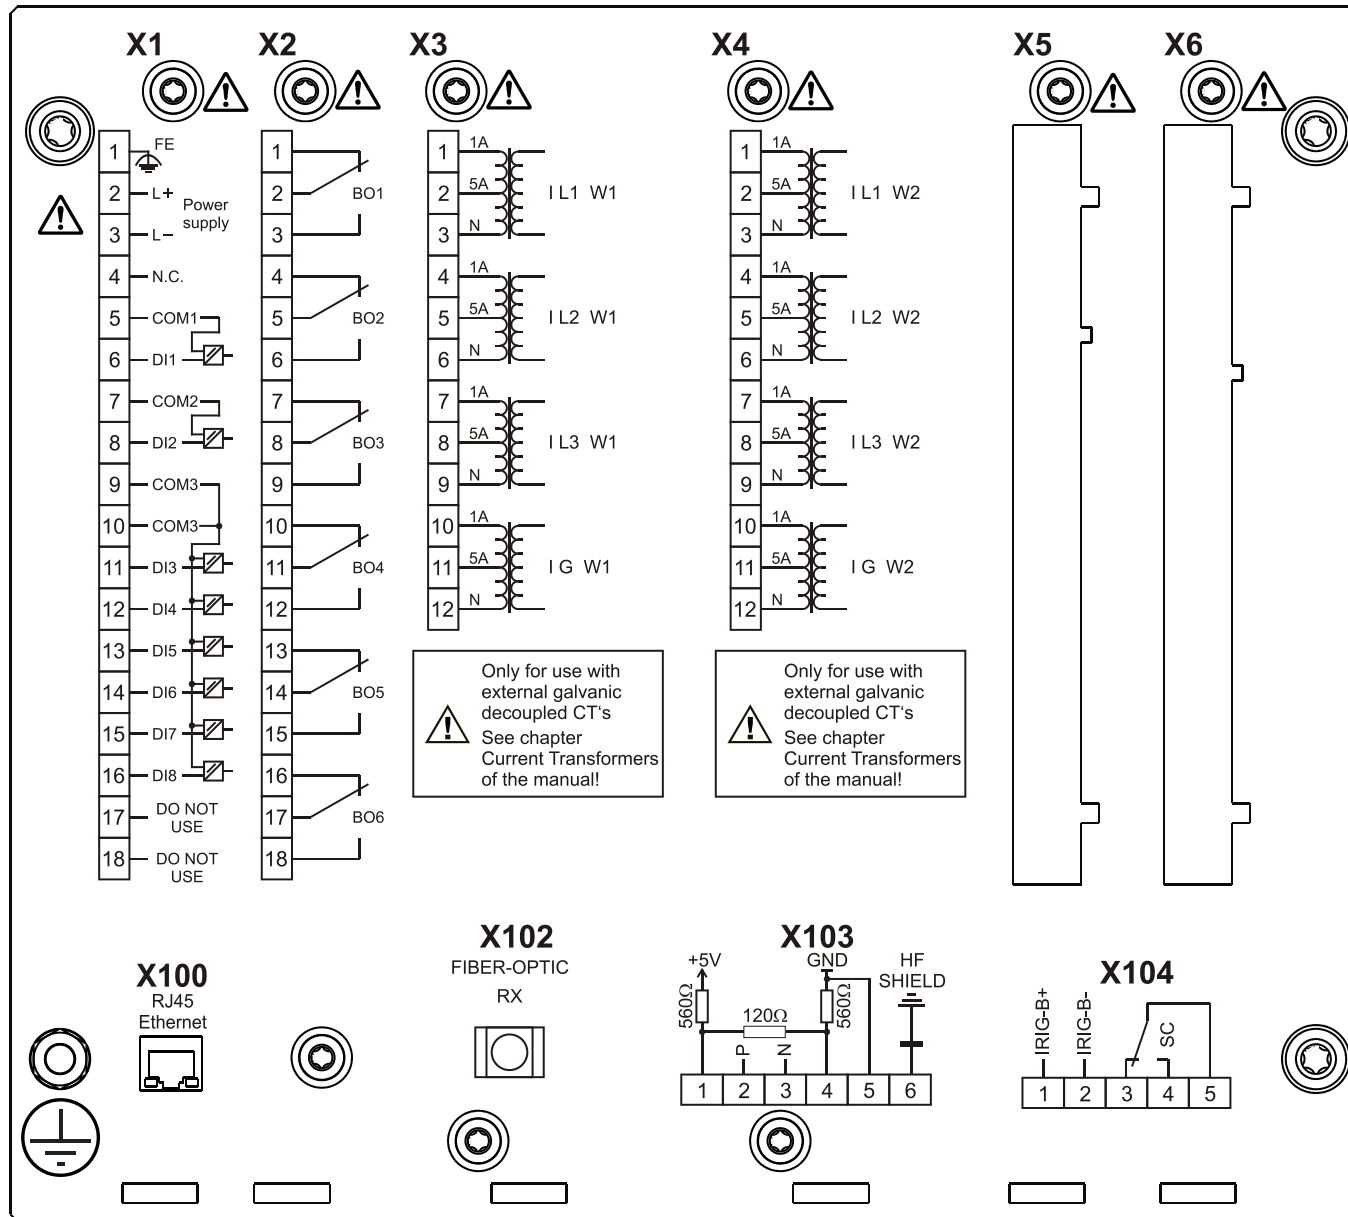 X1
1 FE
2 L+ Power
supply
3 L–
4 N.C.
5 COM1
6 DI1
7 COM2
8 DI2
9 COM3
10 COM3
11 DI3
12 DI4
13 DI5
14 DI6
15 DI7
16 DI8
17 DO NOT
USE
18 DO NOT
USE
X2
1
2 BO1
3
4
5 BO2
6
7
8 BO3
9
10
11 BO4
12
13
14 BO5
15
16
17 BO6
18
X3
1 1A
2 5A I L1 W1
3 N
4 1A
5 5A I L2 W1
6 N
7 1A
8 5A I L3 W1
9 N
10 1A
11 5A I G W1
12 N
Only for use with
external galvanic
decoupled CT‘s
See chapter
Current Transformers
of the manual!
X4
1 1A
2 5A I L1 W2
3 N
4 1A
5 5A I L2 W2
6 N
7 1A
8 5A I L3 W2
9 N
10 1A
11 5A I G W2
12 N
Only for use with
external galvanic
decoupled CT‘s
See chapter
Current Transformers
of the manual!
X5
X6
X100
RJ45
Ethernet
X102
FIBER-OPTIC
RX
X103
+5V GND HF
SHIELD
560Ω 120Ω 560Ω
P N
1 2 3 4 5 6
X104
IRIG-B+ IRIG-B- SC
1 2 3 4 5